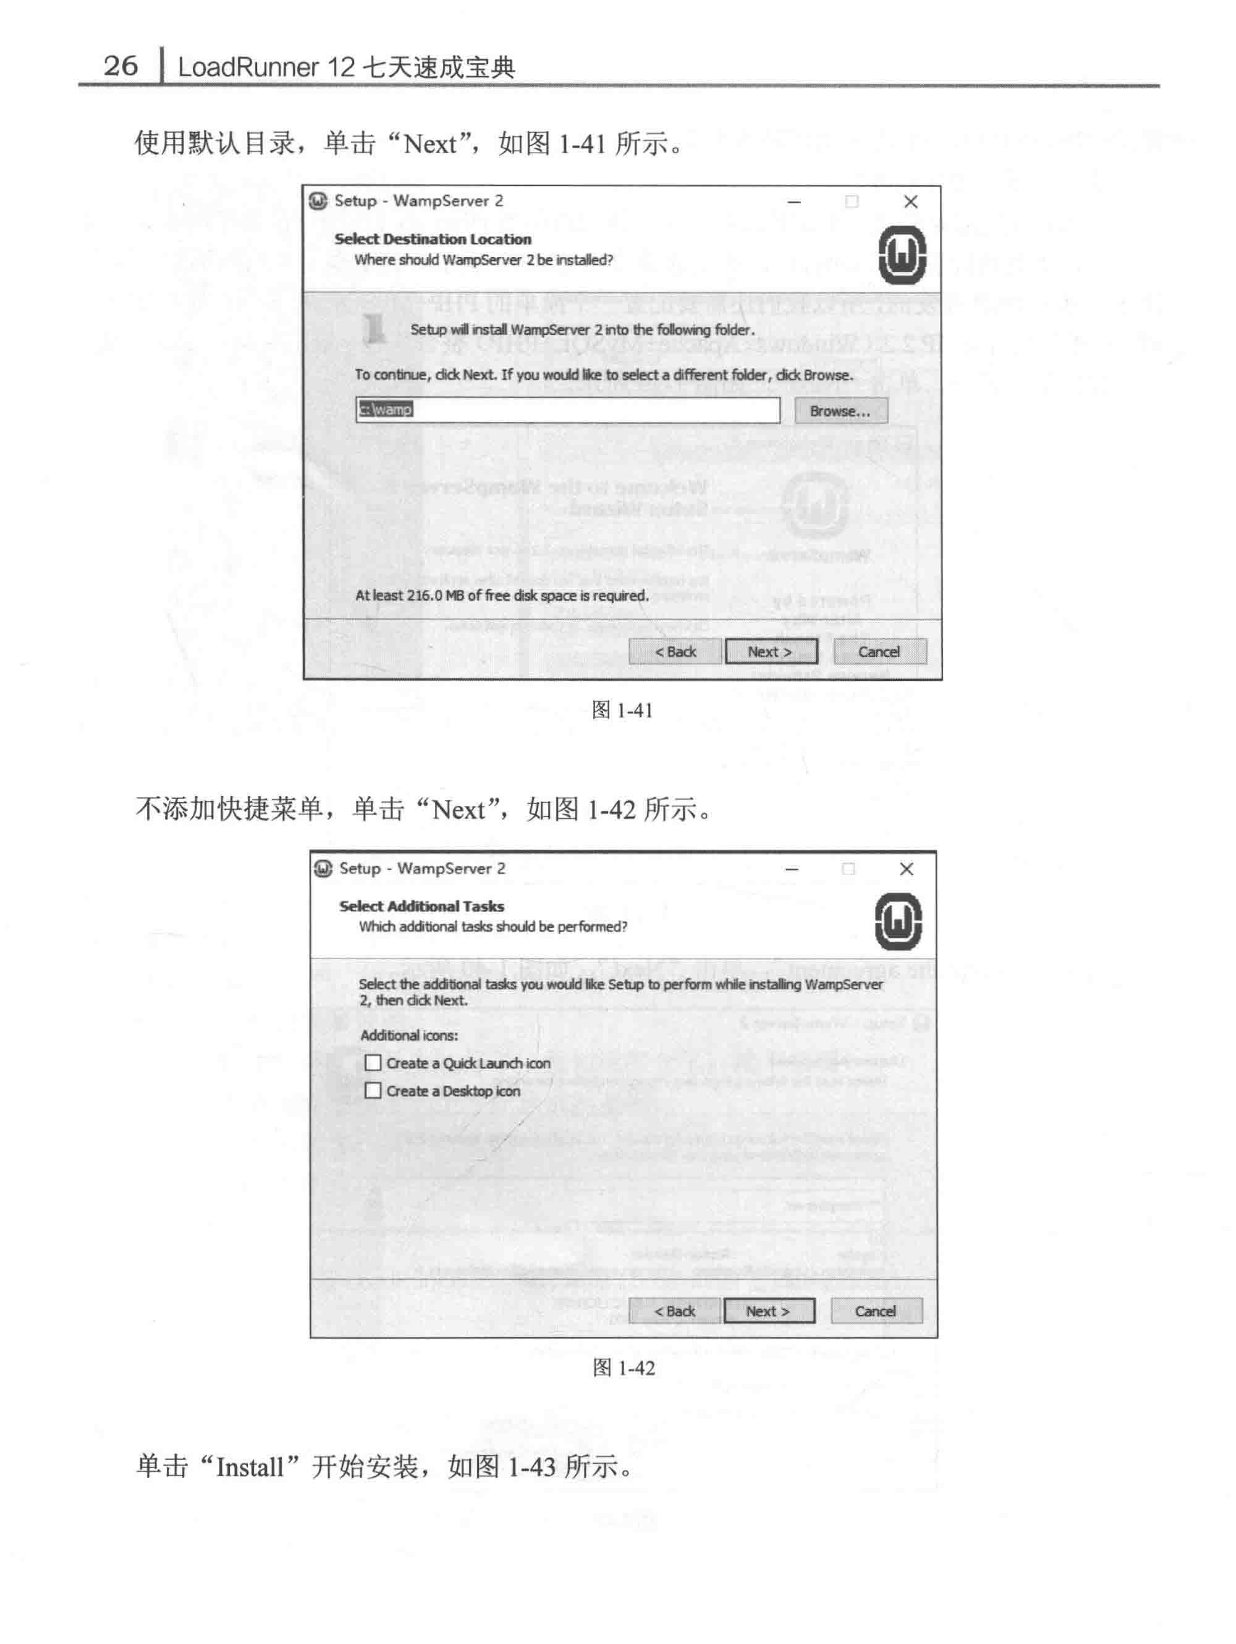 26 LoadRunner 12 七天速成宝典
使用默认目录，单击“Next”，如图 1-41 所示。
Setup - WampServer 2
Select Destination Location
Where should WampServer 2 be installed?
Setup will install WampServer 2 into the following folder.
To continue, click Next. If you would like to select a different folder, click Browse.
c:\wamp
Browse...
At least 216.0 MB of free disk space is required.
< Back Next > Cancel
图 1-41
不添加快捷菜单，单击“Next”，如图 1-42 所示。
Setup - WampServer 2
Select Additional Tasks
Which additional tasks should be performed?
Select the additional tasks you would like Setup to perform while installing WampServer
2, then click Next.
Additional icons:
Create a Quick Launch icon
Create a Desktop icon
< Back Next > Cancel
图 1-42
单击“Install”开始安装，如图 1-43 所示。